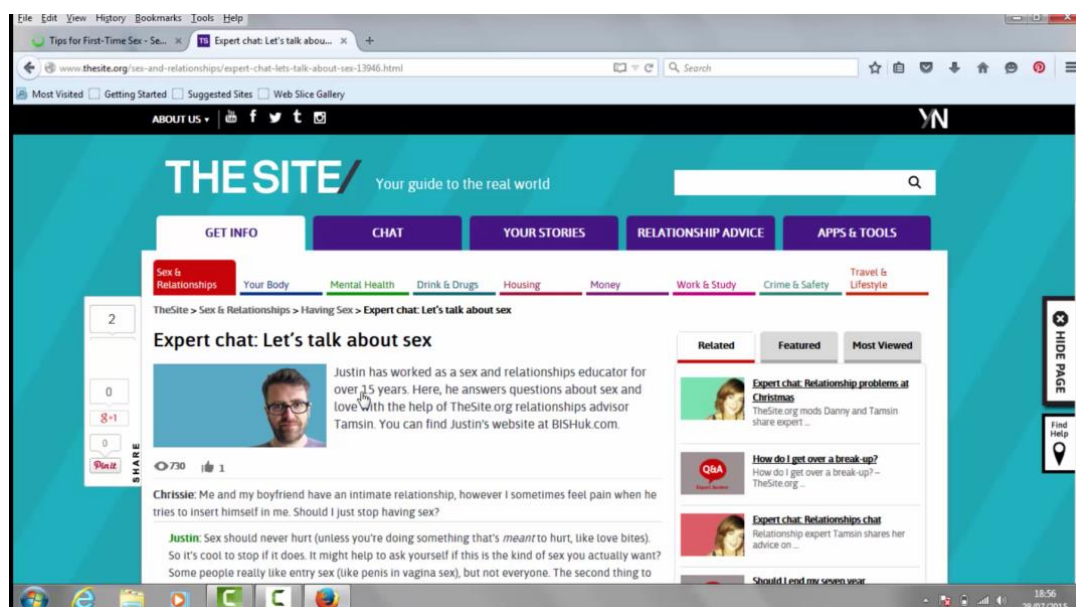 File Edit View History Bookmarks Tools Help
Tips for First-Time Sex - Se... × TS Expert chat: Let's talk abou... × +
www.thesite.org/sex-and-relationships/expert-chat-lets-talk-about-sex-13946.html Search
Most Visited Getting Started Suggested Sites Web Slice Gallery
ABOUT US YN
THE SITE/ Your guide to the real world
GET INFO CHAT YOUR STORIES RELATIONSHIP ADVICE APPS & TOOLS
Sex & Relationships Your Body Mental Health Drink & Drugs Housing Money Work & Study Crime & Safety Travel & Lifestyle
TheSite > Sex & Relationships > Having Sex > Expert chat: Let's talk about sex
Expert chat: Let's talk about sex
Justin has worked as a sex and relationships educator for
over 15 years. Here, he answers questions about sex and
love with the help of TheSite.org relationships advisor
Tamsin. You can find Justin's website at BISHuk.com.
730 1
Chrissie: Me and my boyfriend have an intimate relationship, however I sometimes feel pain when he
tries to insert himself in me. Should I just stop having sex?
Justin: Sex should never hurt (unless you're doing something that's meant to hurt, like love bites).
So it's cool to stop if it does. It might help to ask yourself if this is the kind of sex you actually want?
Some people really like entry sex (like penis in vagina sex), but not everyone. The second thing to
2
0
8+1
0
Pin it
SHARE
Related Featured Most Viewed
Expert chat: Relationship problems at
Christmas
TheSite.org mods Danny and Tamsin
share expert ...
Q&A
How do I get over a break-up?
How do I get over a break-up? –
TheSite.org ...
Expert chat: Relationships chat
Relationship expert Tamsin shares her
advice on ...
Should I end my seven year
HIDE PAGE
Find
Help
18:56
28/07/2015